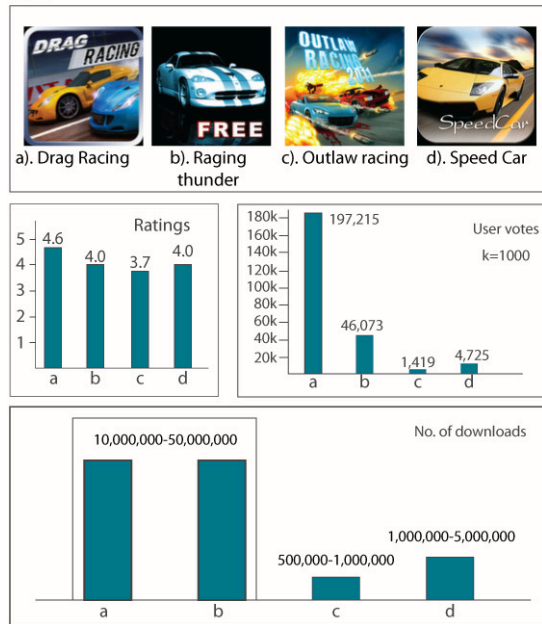 DRAG
RACING
FREE
OUTLAW
RACING
2011
SpeedCar
a). Drag Racing
b). Raging
thunder
c). Outlaw racing
d). Speed Car
Ratings
5
4
3
2
1
4.6
4.0
3.7
4.0
a
b
c
d
User votes
k=1000
180k
160k
180k
120k
140k
80k
60k
40k
20k
197,215
46,073
1,419
4,725
a
b
c
d
No. of downloads
10,000,000-50,000,000
500,000-1,000,000
1,000,000-5,000,000
a
b
c
d